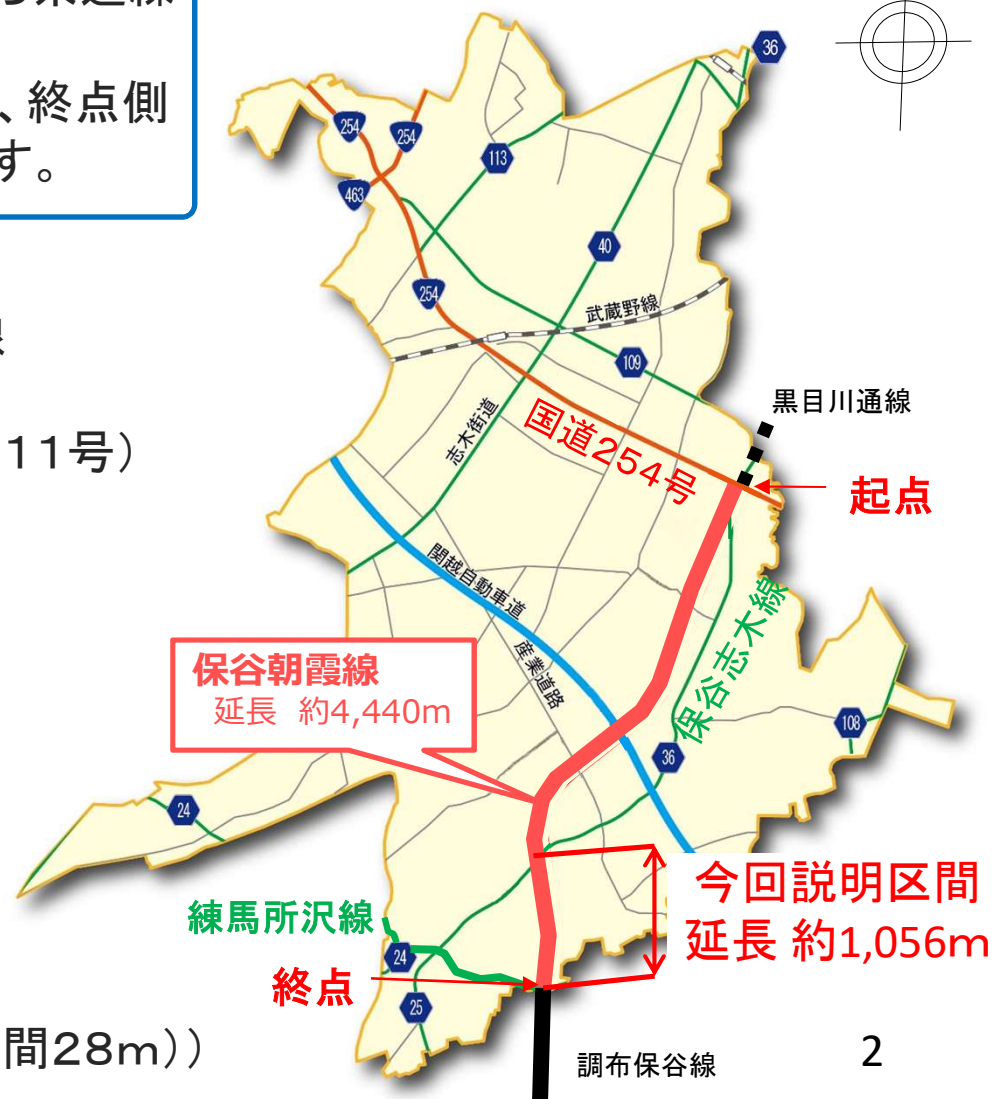 、終点側
す。
線
11号）
36
254
254
113
463
40
254
武蔵野線
109
黒目川通線
志木街道
国道254号
起点
関越自動車道
産業道路
保谷志木線
保谷朝霞線
延長 約4,440m
108
36
24
今回説明区間
延長 約1,056m
練馬所沢線
24
終点
25
間28m））
調布保谷線
2